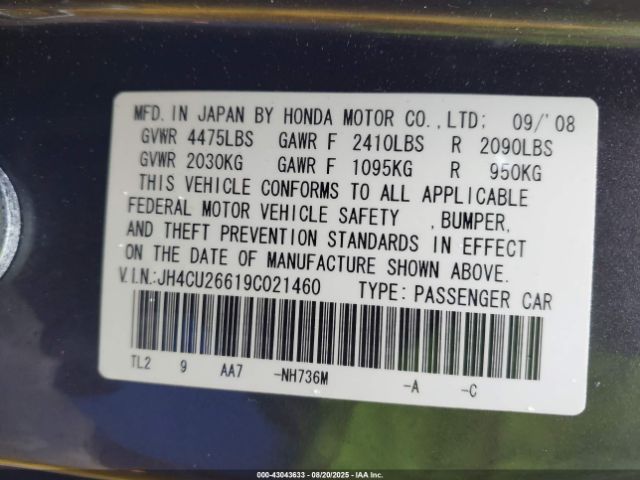 MFD. IN JAPAN BY HONDA MOTOR CO., LTD; 09/'08
GVWR 4475LBS GAWR F 2410LBS R 2090LBS
GVWR 2030KG GAWR F 1095KG R 950KG
THIS VEHICLE CONFORMS TO ALL APPLICABLE
FEDERAL MOTOR VEHICLE SAFETY , BUMPER,
AND THEFT PREVENTION STANDARDS IN EFFECT
ON THE DATE OF MANUFACTURE SHOWN ABOVE.
V.I.N.:JH4CU26619C021460 TYPE: PASSENGER CAR
TL2 9 AA7 -NH736M -A -C
000-43043633 - 08/20/2025 - IAA Inc.